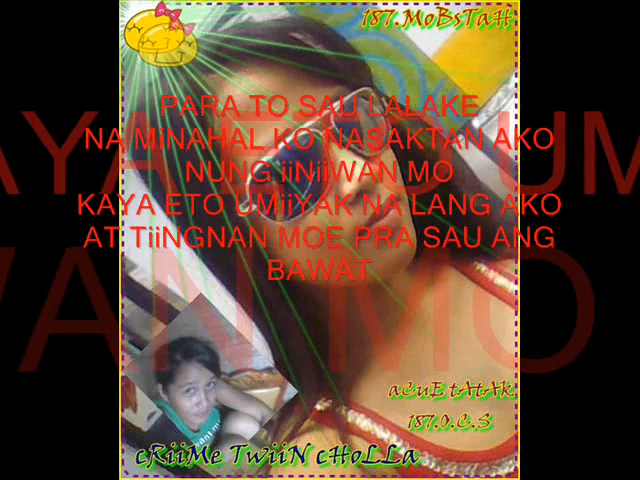 187.MoBsTaH
PARA TO SAU LALAKE
NA MiNAHAL KO NASAKTAN AKO
NUNG iiNiiWAN MO
KAYA ETO UMiiYAK NA LANG AKO
AT TiiNGNAN MOE PRA SAU ANG
BAWAT
aCuE tAtAk
187.O.C.S
cRiiMe TwiiN cHoLLa